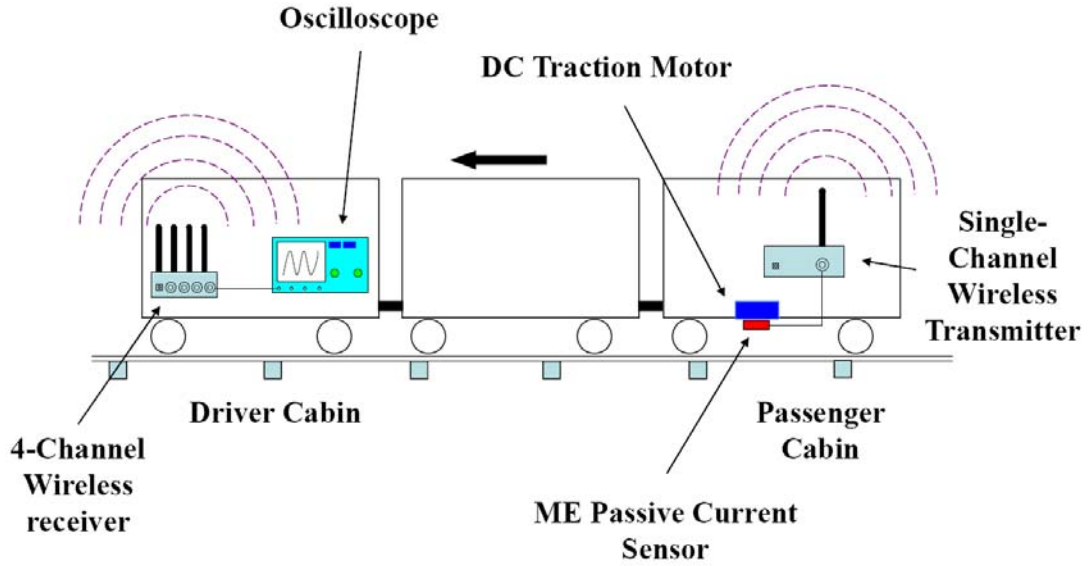 Oscilloscope
DC Traction Motor
Single-
Channel
Wireless
Transmitter
Driver Cabin
Passenger
Cabin
4-Channel
Wireless
receiver
ME Passive Current
Sensor